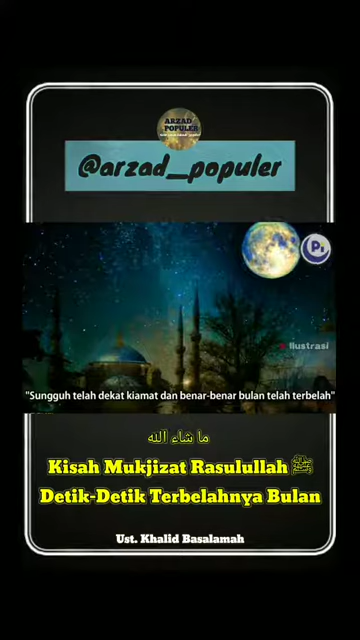 ARZAD
POPULER
@arzad_populer
P.
Ilustrasi
"Sungguh telah dekat kiamat dan benar-benar bulan telah terbelah"
ما شاء الله
Kisah Mukjizat Rasulullah ﷺ
Detik-Detik Terbelahnya Bulan
Ust. Khalid Basalamah